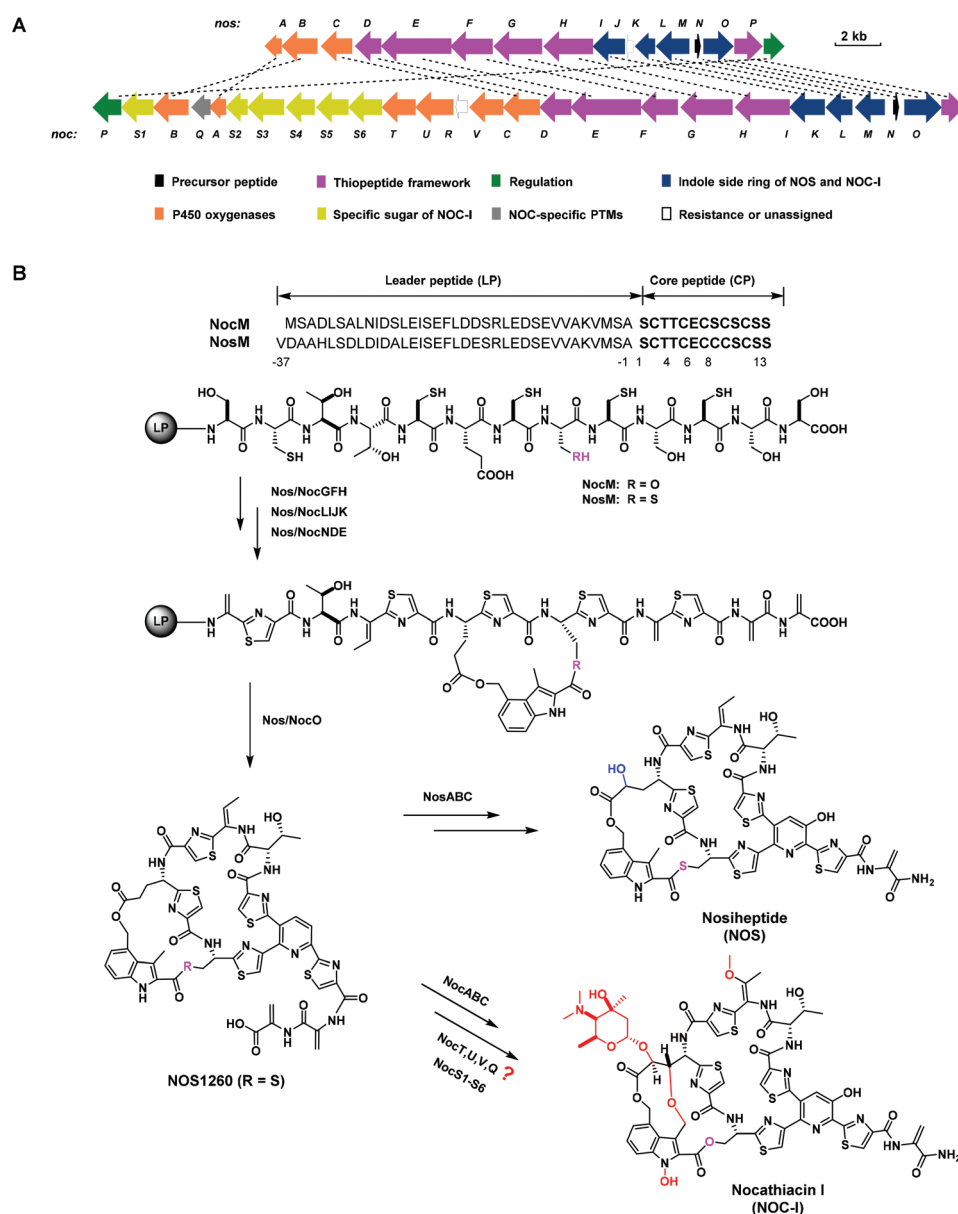 A
nos: A B C D E F G H I J K L M N O P
2 kb
noc: P S1 B Q A S2 S3 S4 S5 S6 T U R V C D E F G H I K L M N O
Precursor peptide Thiopeptide framework Regulation Indole side ring of NOS and NOC-I
P450 oxygenases Specific sugar of NOC-I NOC-specific PTMs Resistance or unassigned
B
Leader peptide (LP) Core peptide (CP)
NocM MSADLSALNIDSLEISEFLDDSRLEDSEVVAKVMSA SCTTCECSCSCSS
NosM VDAAHLSDLDIDALEISEFLDESRLEDSEVVAKVMSA SCTTCECCCSCSS
-37 -1 1 4 6 8 13
HO OH SH SH SH OH
LP N H O H N O N H O H N O N H O H N O N H O H N O N H O H N O N H O H N COOH
SH OH RH OH OH
COOH
NocM: R = O
NosM: R = S
Nos/NocGFH
Nos/NocLIJK
Nos/NocNDE
OH
LP N H O S N O H N O N H S N O H N S N O H N S N O H N O S N O H N O N H COOH
O O R O NH
Nos/NocO
NosABC
HO HO OH NH2
Nosiheptide
(NOS)
HO R
NOS1260 (R = S)
NocABC
NocT,U,V,Q ?
NocS1-S6
HO N O H H OH HO OH NH2
Nocathiacin I
(NOC-I)